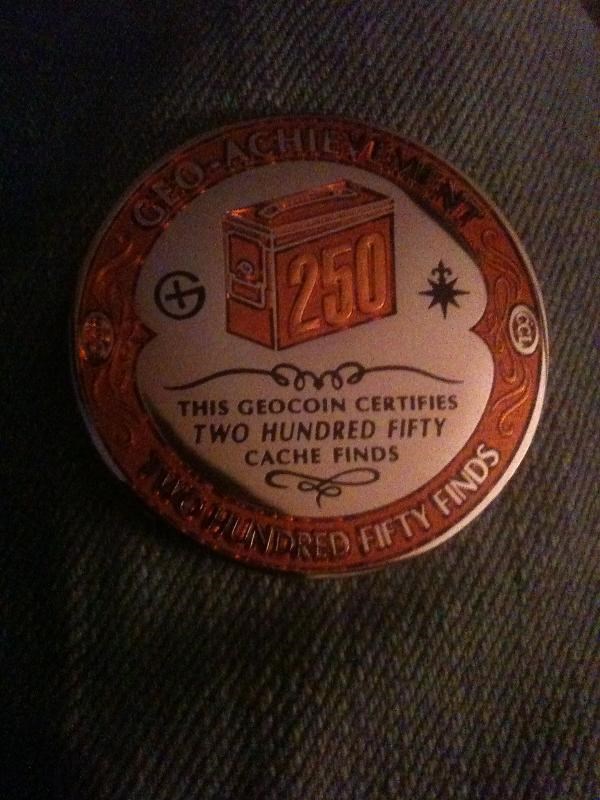 GEO-ACHIEVEMENT
250
THIS GEOCOIN CERTIFIES
TWO HUNDRED FIFTY
CACHE FINDS
TWO HUNDRED FIFTY FINDS